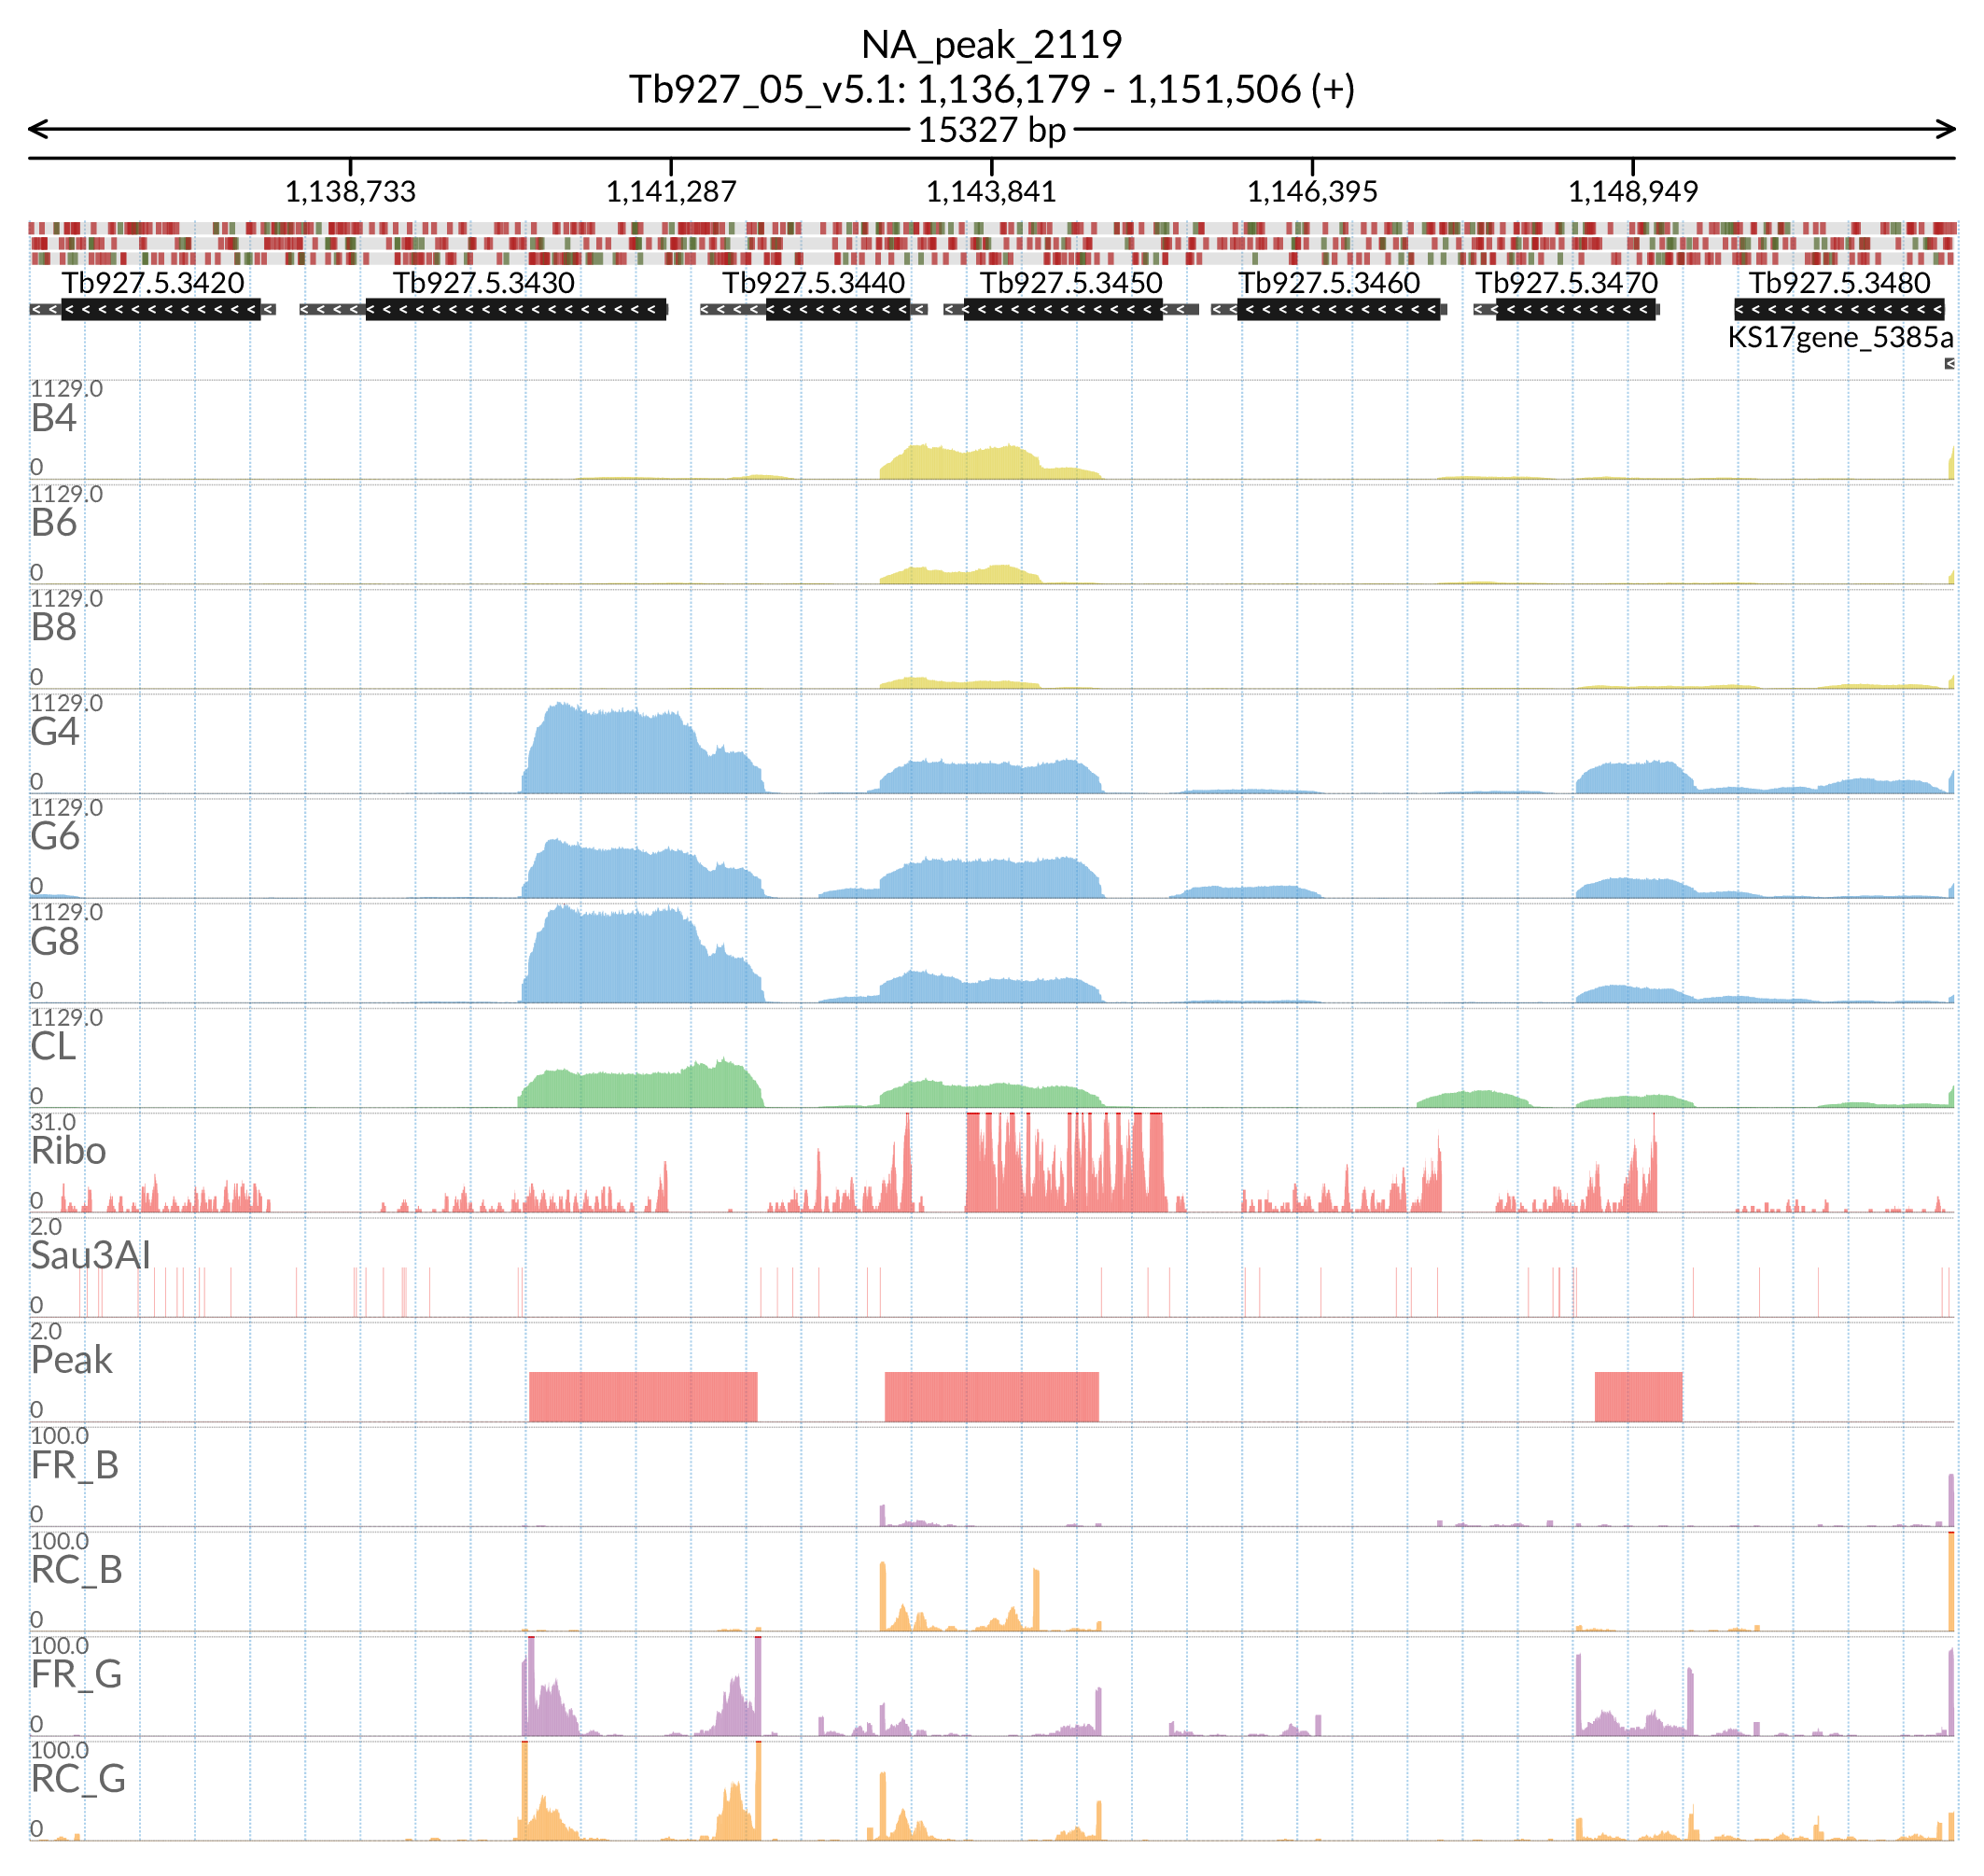 NA_peak_2119
Tb927_05_v5.1: 1,136,179 - 1,151,506 (+)
15327 bp
1,138,733 1,141,287 1,143,841 1,146,395 1,148,949
Tb927.5.3420 Tb927.5.3430 Tb927.5.3440 Tb927.5.3450 Tb927.5.3460 Tb927.5.3470 Tb927.5.3480
KS17gene_5385a
1129.0
B4
0
1129.0
B6
0
1129.0
B8
0
1129.0
G4
0
1129.0
G6
0
1129.0
G8
0
1129.0
CL
0
31.0
Ribo
0
2.0
Sau3AI
0
2.0
Peak
0
100.0
FR_B
0
100.0
RC_B
0
100.0
FR_G
0
100.0
RC_G
0